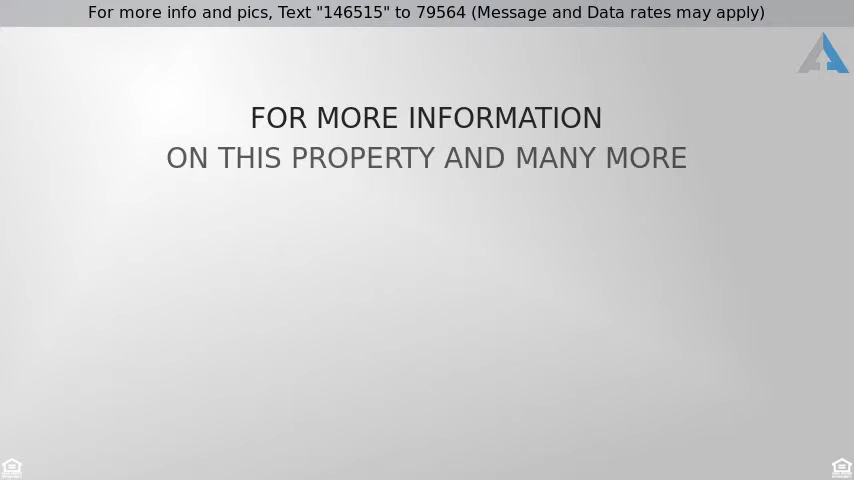 For more info and pics, Text "146515" to 79564 (Message and Data rates may apply)
FOR MORE INFORMATION
ON THIS PROPERTY AND MANY MORE